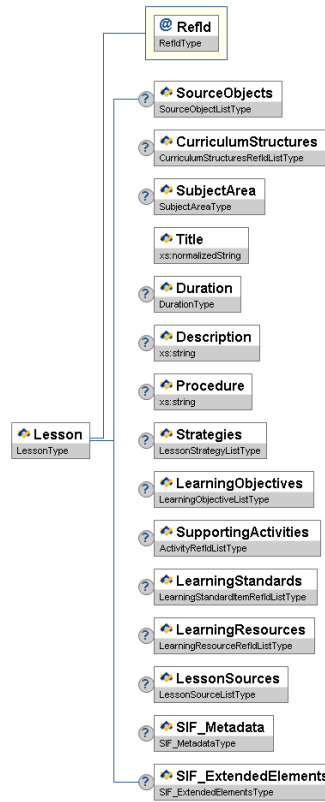 @ RefId
RefIdType
? SourceObjects
SourceObjectListType
? CurriculumStructures
CurriculumStructuresRefIdListType
? SubjectArea
SubjectAreaType
Title
xs:normalizedString
? Duration
DurationType
? Description
xs:string
? Procedure
xs:string
Lesson
LessonType
? Strategies
LessonStrategyListType
? LearningObjectives
LearningObjectiveListType
? SupportingActivities
ActivityRefIdListType
? LearningStandards
LearningStandardItemRefIdListType
? LearningResources
LearningResourceRefIdListType
? LessonSources
LessonSourceListType
? SIF_Metadata
SIF_MetadataType
? SIF_ExtendedElements
SIF_ExtendedElementsType